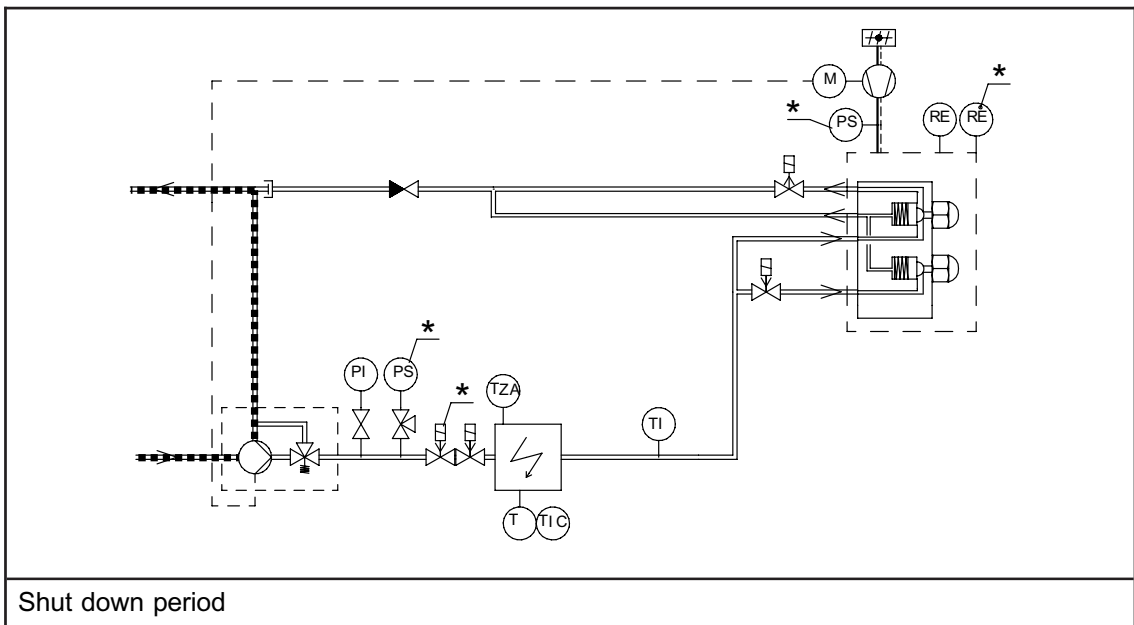 M
*
*
PS
RE
RE
*
PI
PS
*
TZA
TI
T
TIC
Shut down period